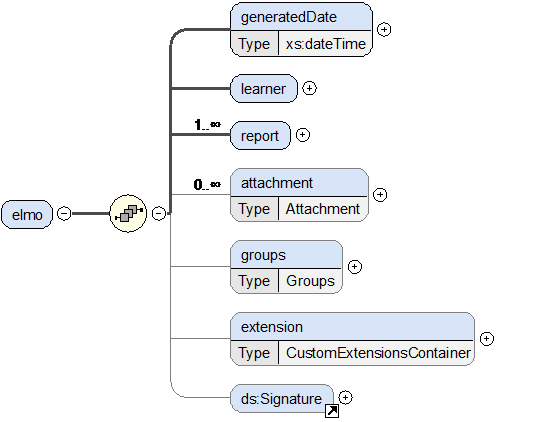 generatedDate
Type xs:dateTime
learner
1..∞
report
0..∞
attachment
Type Attachment
elmo
groups
Type Groups
extension
Type CustomExtensionsContainer
ds:Signature